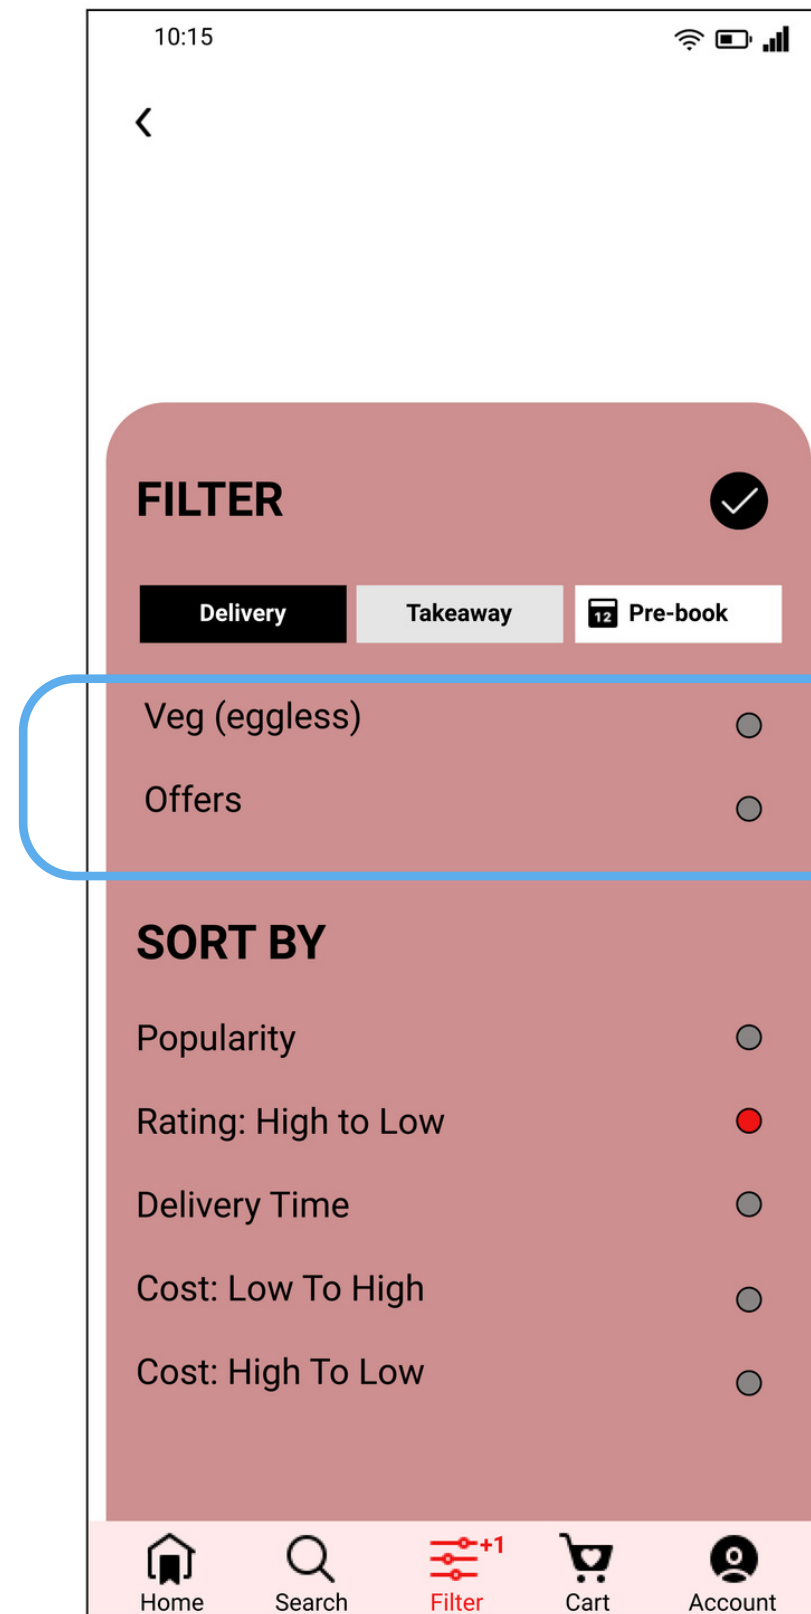 10:15
FILTER
Delivery Takeaway 12 Pre-book
Veg (eggless)
Offers
SORT BY
Popularity
Rating: High to Low
Delivery Time
Cost: Low To High
Cost: High To Low
+1
Home Search Filter Cart Account